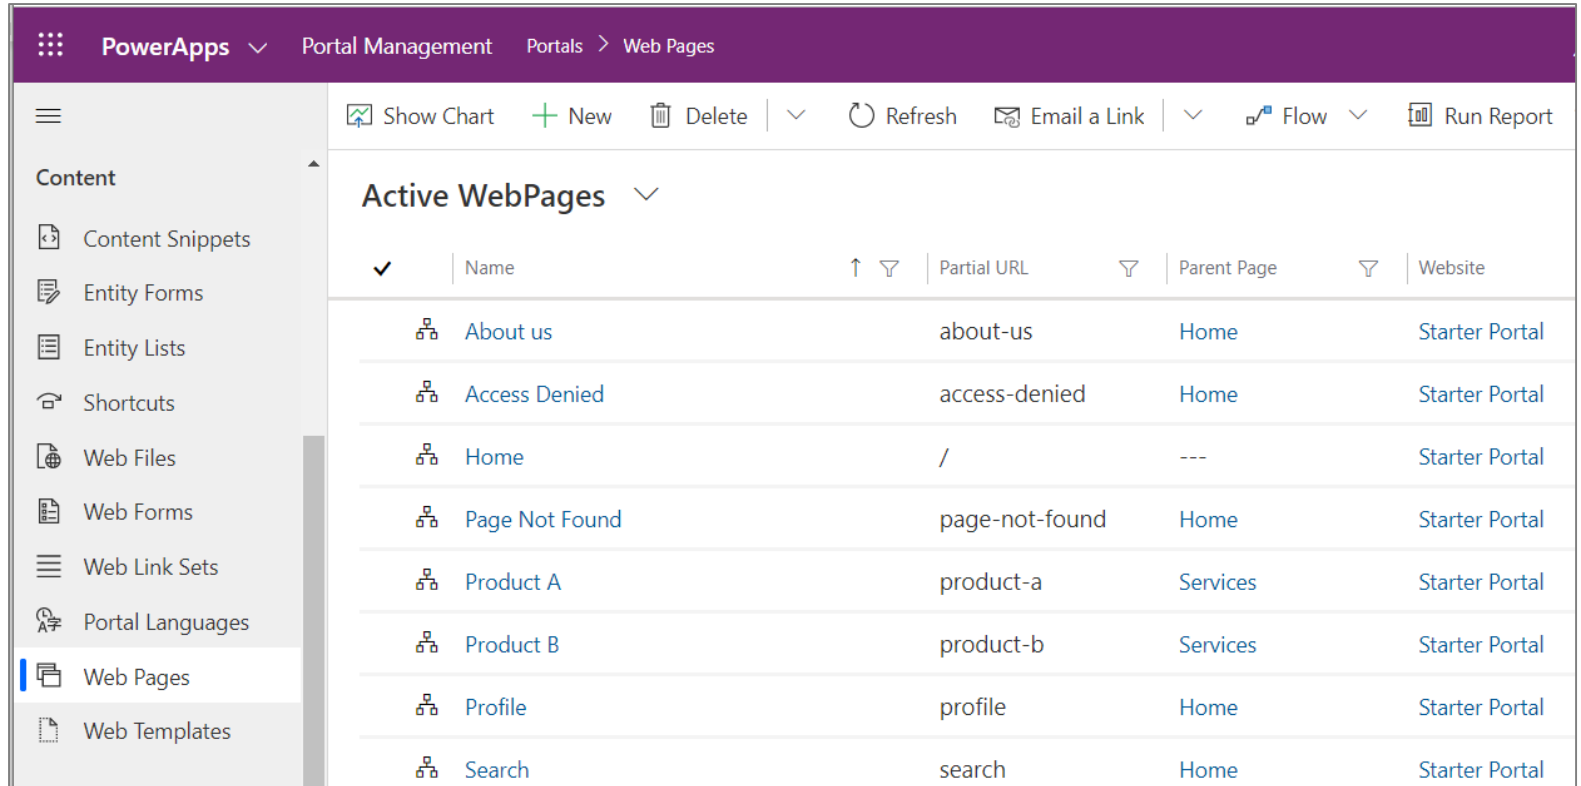 PowerApps Portal Management Portals > Web Pages
Show Chart New Delete Refresh Email a Link Flow Run Report
Content
Content Snippets
Entity Forms
Entity Lists
Shortcuts
Web Files
Web Forms
Web Link Sets
Portal Languages
Web Pages
Web Templates
Active WebPages
Name Partial URL Parent Page Website
About us about-us Home Starter Portal
Access Denied access-denied Home Starter Portal
Home / --- Starter Portal
Page Not Found page-not-found Home Starter Portal
Product A product-a Services Starter Portal
Product B product-b Services Starter Portal
Profile profile Home Starter Portal
Search search Home Starter Portal